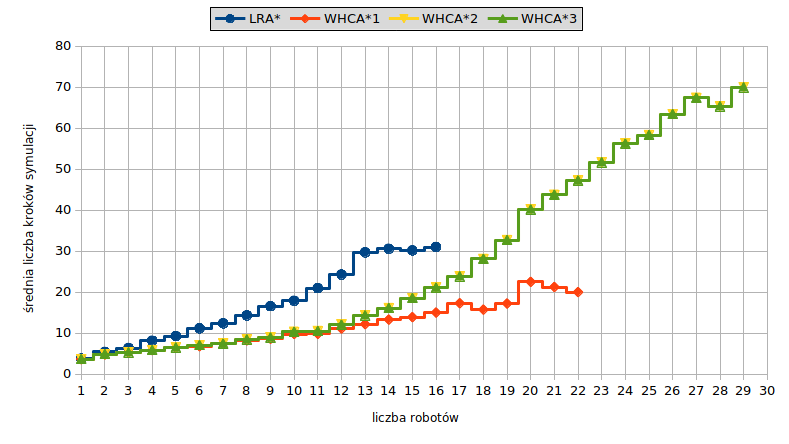 LRA* WHCA*1 WHCA*2 WHCA*3
80
70
60
50
40
30
20
10
0
średnia liczba kroków symulacji
1 2 3 4 5 6 7 8 9 10 11 12 13 14 15 16 17 18 19 20 21 22 23 24 25 26 27 28 29 30
liczba robotów